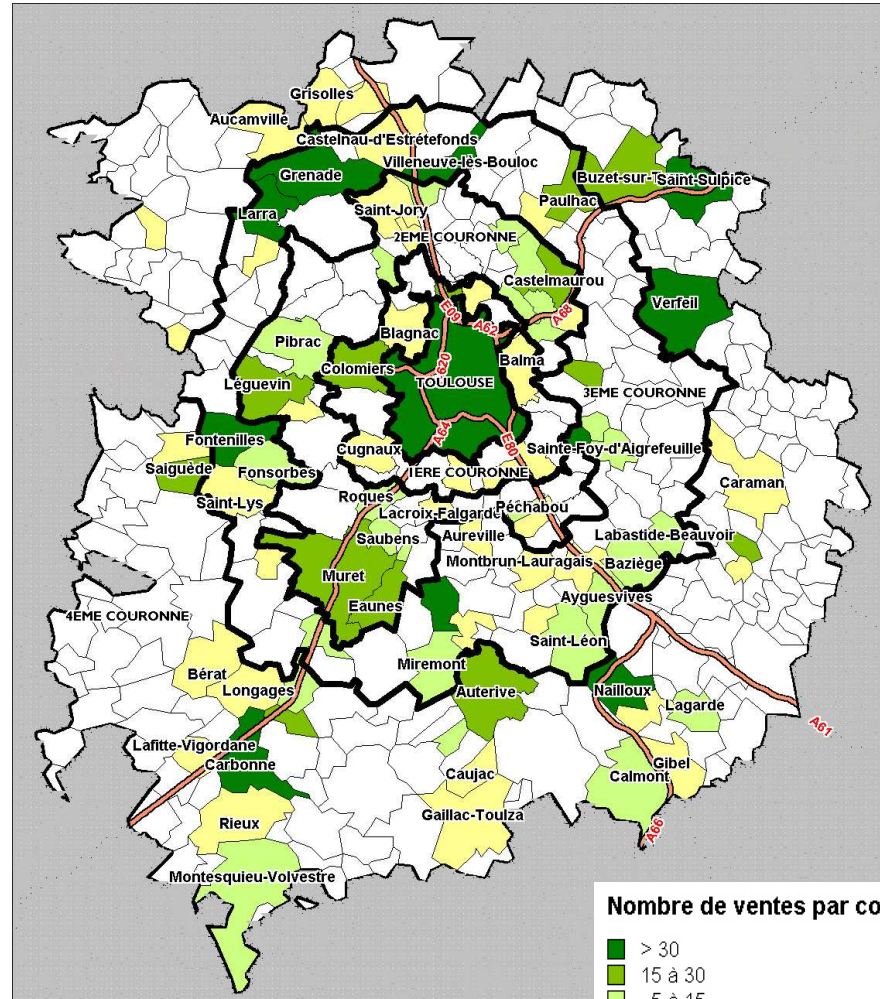 Grisolles
Aucamville
Castelnau-d'Estrétefonds
Villeneuve-lès-Bouloc
Grenade
Buzet-sur-T
Saint-Sulpice
Paulhac
Larra
Saint-Jory
2EME COURONNE
Castelmaurou
Verfeil
E09
A62
A68
Blagnac
Pibrac
Balma
Colomiers
620
TOULOUSE
Léguevin
3EME COURONNE
A64
E80
Fontenilles
Cugnaux
Sainte-Foy-d'Aigrefeuille
Saiguède
Fonsorbes
1ERE COURONNE
Caraman
Saint-Lys
Roques
Lacroix-Falgarde
Péchabou
Saubens
Aureville
Labastide-Beauvoir
Montbrun-Lauragais
Baziège
Muret
Eaunes
Ayguesvives
4EME COURONNE
Saint-Léon
Miremont
Bérat
Longages
Auterive
Nailloux
Lagarde
A61
Lafitte-Vigordane
Carbonne
Caujac
Gibel
Calmont
Rieux
Gaillac-Toulza
A66
Montesquieu-Volvestre
Nombre de ventes par co
> 30
15 à 30
5 à 15